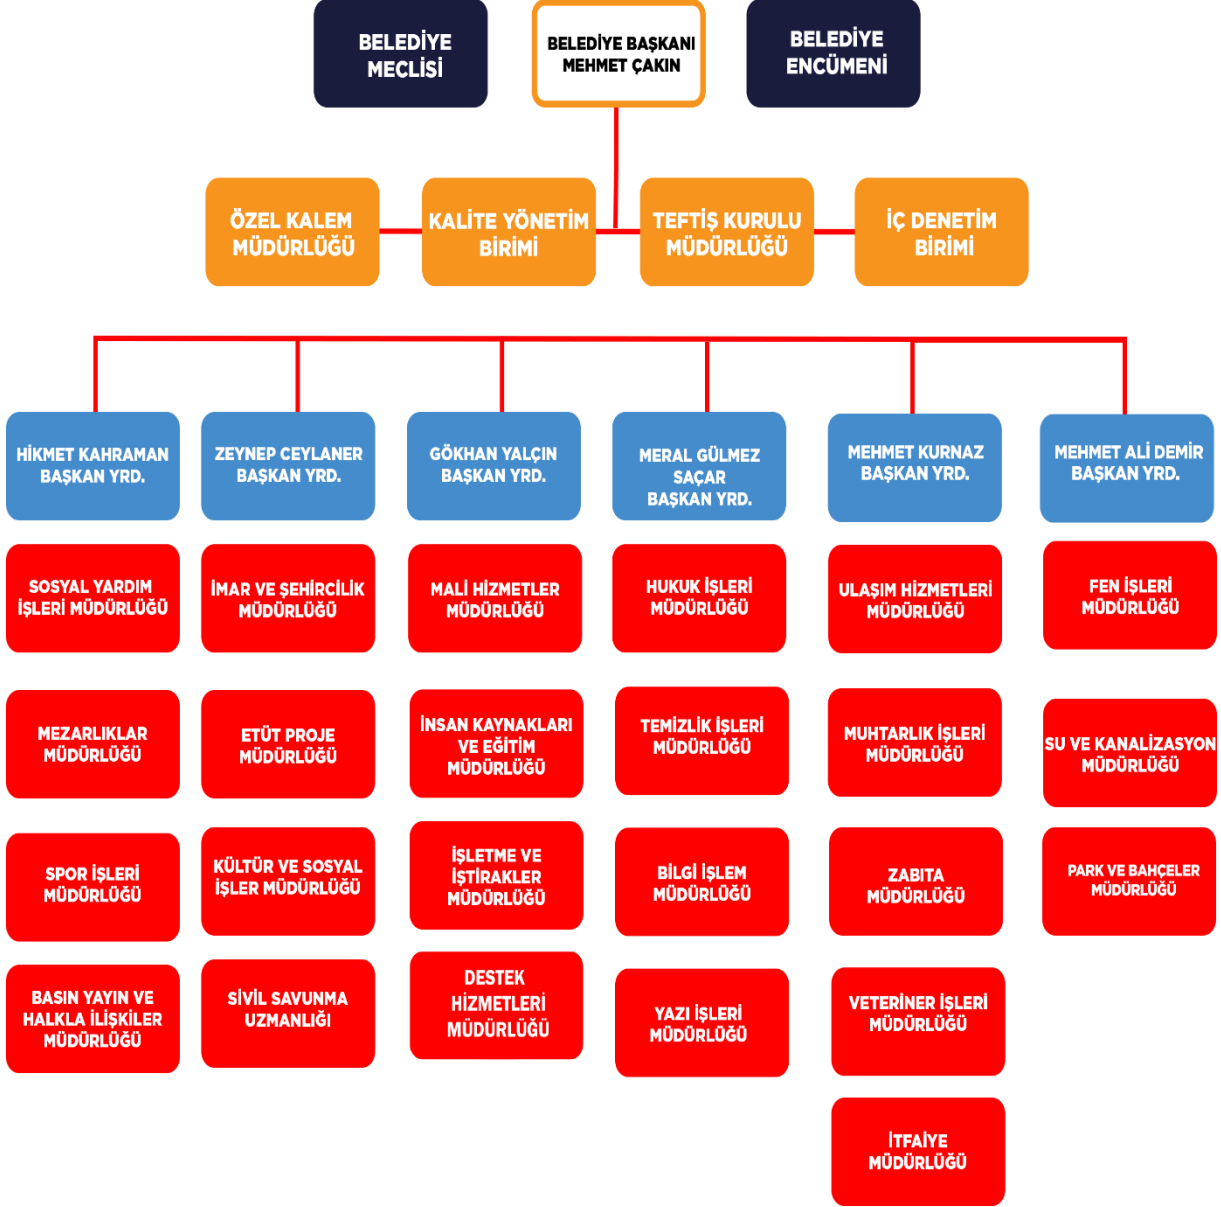 BELEDİYE
MECLİSİ
BELEDİYE BAŞKANI
MEHMET ÇAKIN
BELEDİYE
ENCÜMENİ
ÖZEL KALEM
MÜDÜRLÜĞÜ
KALİTE YÖNETİM
BİRİMİ
TEFTİŞ KURULU
MÜDÜRLÜĞÜ
İÇ DENETİM
BİRİMİ
HİKMET KAHRAMAN
BAŞKAN YRD.
ZEYNEP CEYLANER
BAŞKAN YRD.
GÖKHAN YALÇIN
BAŞKAN YRD.
MERAL GÜLMEZ
SAÇAR
BAŞKAN YRD.
MEHMET KURNAZ
BAŞKAN YRD.
MEHMET ALİ DEMİR
BAŞKAN YRD.
SOSYAL YARDIM
İŞLERİ MÜDÜRLÜĞÜ
İMAR VE ŞEHİRCİLİK
MÜDÜRLÜĞÜ
MALİ HİZMETLER
MÜDÜRLÜĞÜ
HUKUK İŞLERİ
MÜDÜRLÜĞÜ
ULAŞIM HİZMETLERİ
MÜDÜRLÜĞÜ
FEN İŞLERİ
MÜDÜRLÜĞÜ
MEZARLIKLAR
MÜDÜRLÜĞÜ
ETÜT PROJE
MÜDÜRLÜĞÜ
İNSAN KAYNAKLARI
VE EĞİTİM
MÜDÜRLÜĞÜ
TEMİZLİK İŞLERİ
MÜDÜRLÜĞÜ
MUHTARLIK İŞLERİ
MÜDÜRLÜĞÜ
SU VE KANALİZASYON
MÜDÜRLÜĞÜ
SPOR İŞLERİ
MÜDÜRLÜĞÜ
KÜLTÜR VE SOSYAL
İŞLER MÜDÜRLÜĞÜ
İŞLETME VE
İŞTİRAKLER
MÜDÜRLÜĞÜ
BİLGİ İŞLEM
MÜDÜRLÜĞÜ
ZABITA
MÜDÜRLÜĞÜ
PARK VE BAHÇELER
MÜDÜRLÜĞÜ
BASIN YAYIN VE
HALKLA İLİŞKİLER
MÜDÜRLÜĞÜ
SİVİL SAVUNMA
UZMANLIĞI
DESTEK
HİZMETLERİ
MÜDÜRLÜĞÜ
YAZI İŞLERİ
MÜDÜRLÜĞÜ
VETERİNER İŞLERİ
MÜDÜRLÜĞÜ
İTFAİYE
MÜDÜRLÜĞÜ